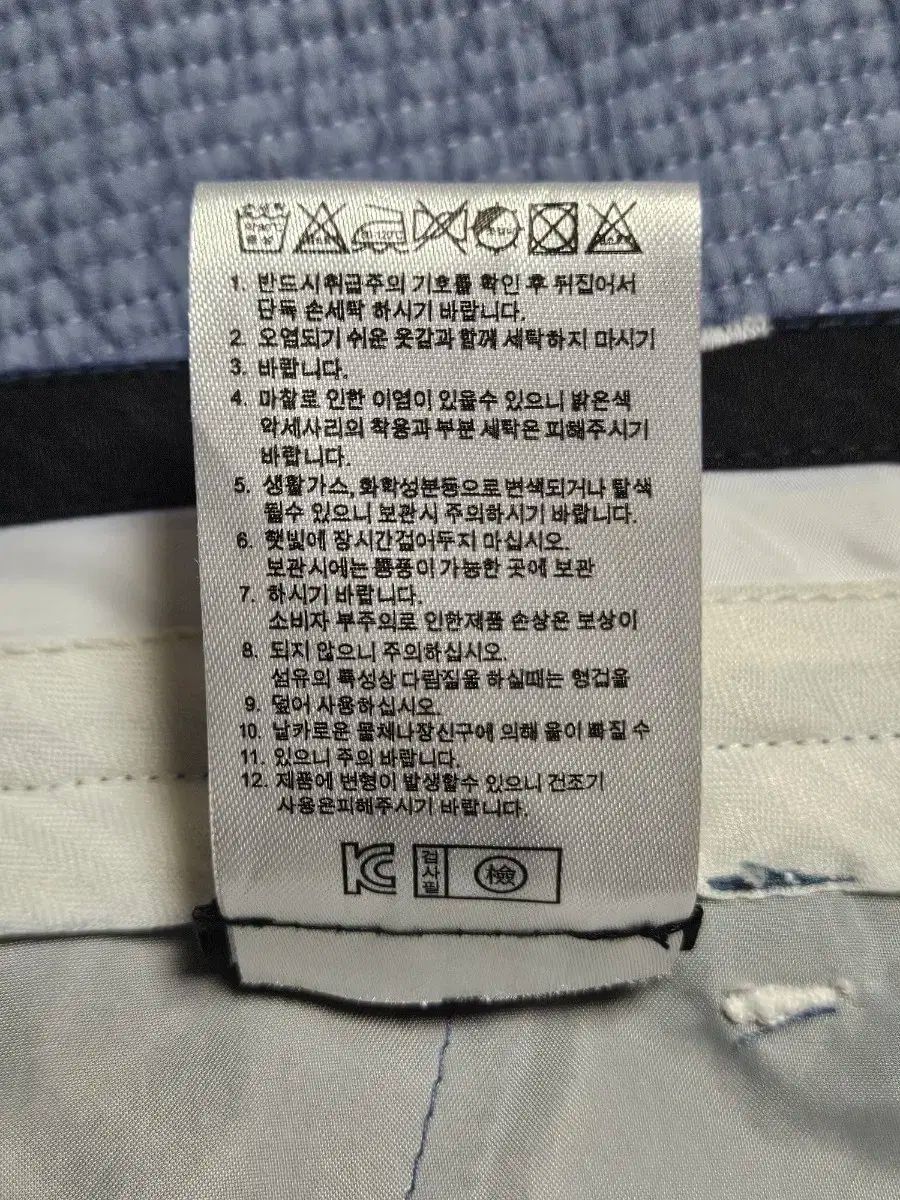 1. 반드시취급주의 기호를 확인 후 뒤집어서
단독 손세탁 하시기 바랍니다.
2. 오염되기 쉬운 옷감과 함께 세탁하지 마시기
3. 바랍니다.
4. 마찰로 인한 이염이 있을수 있으니 밝은색
악세사리의 착용과 부분 세탁은 피해주시기
바랍니다.
5. 생활가스, 화학성분등으로 변색되거나 탈색
될수 있으니 보관시 주의하시기 바랍니다.
6. 햇빛에 장시간걸어두지 마십시오.
보관시에는 통풍이 가능한 곳에 보관
7. 하시기 바랍니다.
소비자 부주의로 인한제품 손상은 보상이
8. 되지 않으니 주의하십시오.
섬유의 특성상 다림질을 하실때는 형겁을
9. 덮어 사용하십시오.
10. 날카로운 물체나장신구에 의해 올이 빠질 수
11. 있으니 주의 바랍니다.
12. 제품에 변형이 발생할수 있으니 건조기
사용은피해주시기 바랍니다.
KC 검사필 檢